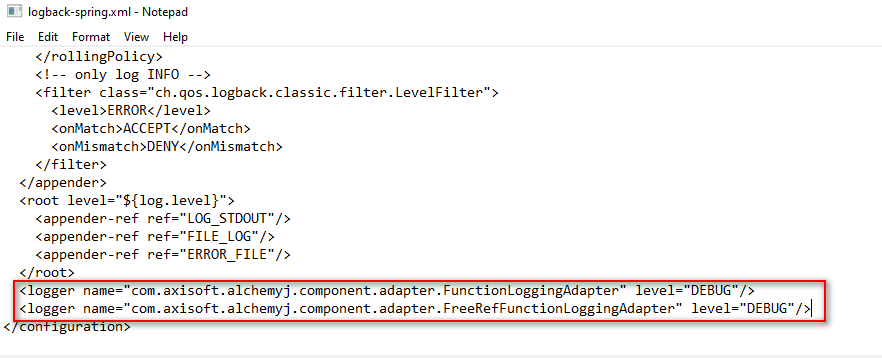 logback-spring.xml - Notepad
File Edit Format View Help
</rollingPolicy>
<!-- only log INFO -->
<filter class="ch.qos.logback.classic.filter.LevelFilter">
<level>ERROR</level>
<onMatch>ACCEPT</onMatch>
<onMismatch>DENY</onMismatch>
</filter>
</appender>
<root level="${log.level}">
<appender-ref ref="LOG_STDOUT"/>
<appender-ref ref="FILE_LOG"/>
<appender-ref ref="ERROR_FILE"/>
</root>
<logger name="com.axisoft.alchemyj.component.adapter.FunctionLoggingAdapter" level="DEBUG"/>
<logger name="com.axisoft.alchemyj.component.adapter.FreeRefFunctionLoggingAdapter" level="DEBUG"/>
</configuration>